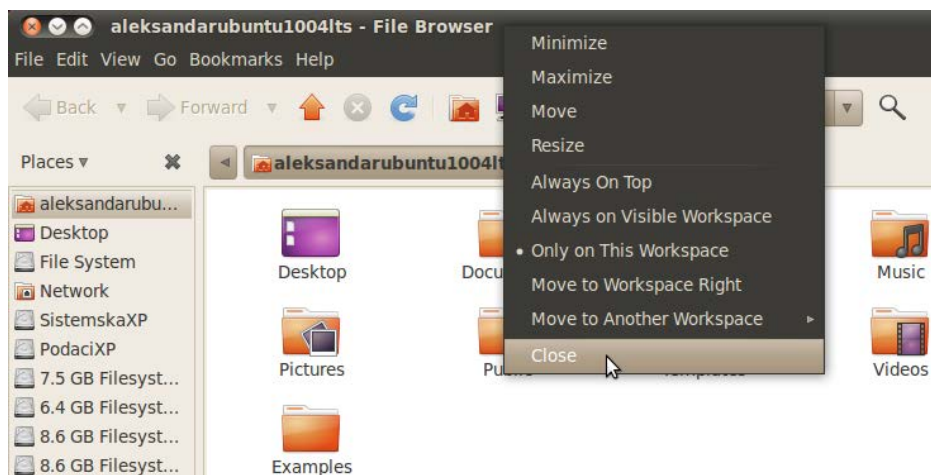 aleksandarubuntu1004lts - File Browser
File Edit View Go Bookmarks Help
Back Forward
Places
aleksandarubuntu1004lt
aleksandarubu...
Desktop
File System
Network
SistemskaXP
PodaciXP
7.5 GB Filesyst...
6.4 GB Filesyst...
8.6 GB Filesyst...
8.6 GB Filesyst...
Desktop
Docu
Music
Pictures
Videos
Examples
Minimize
Maximize
Move
Resize
Always On Top
Always on Visible Workspace
• Only on This Workspace
Move to Workspace Right
Move to Another Workspace
Close